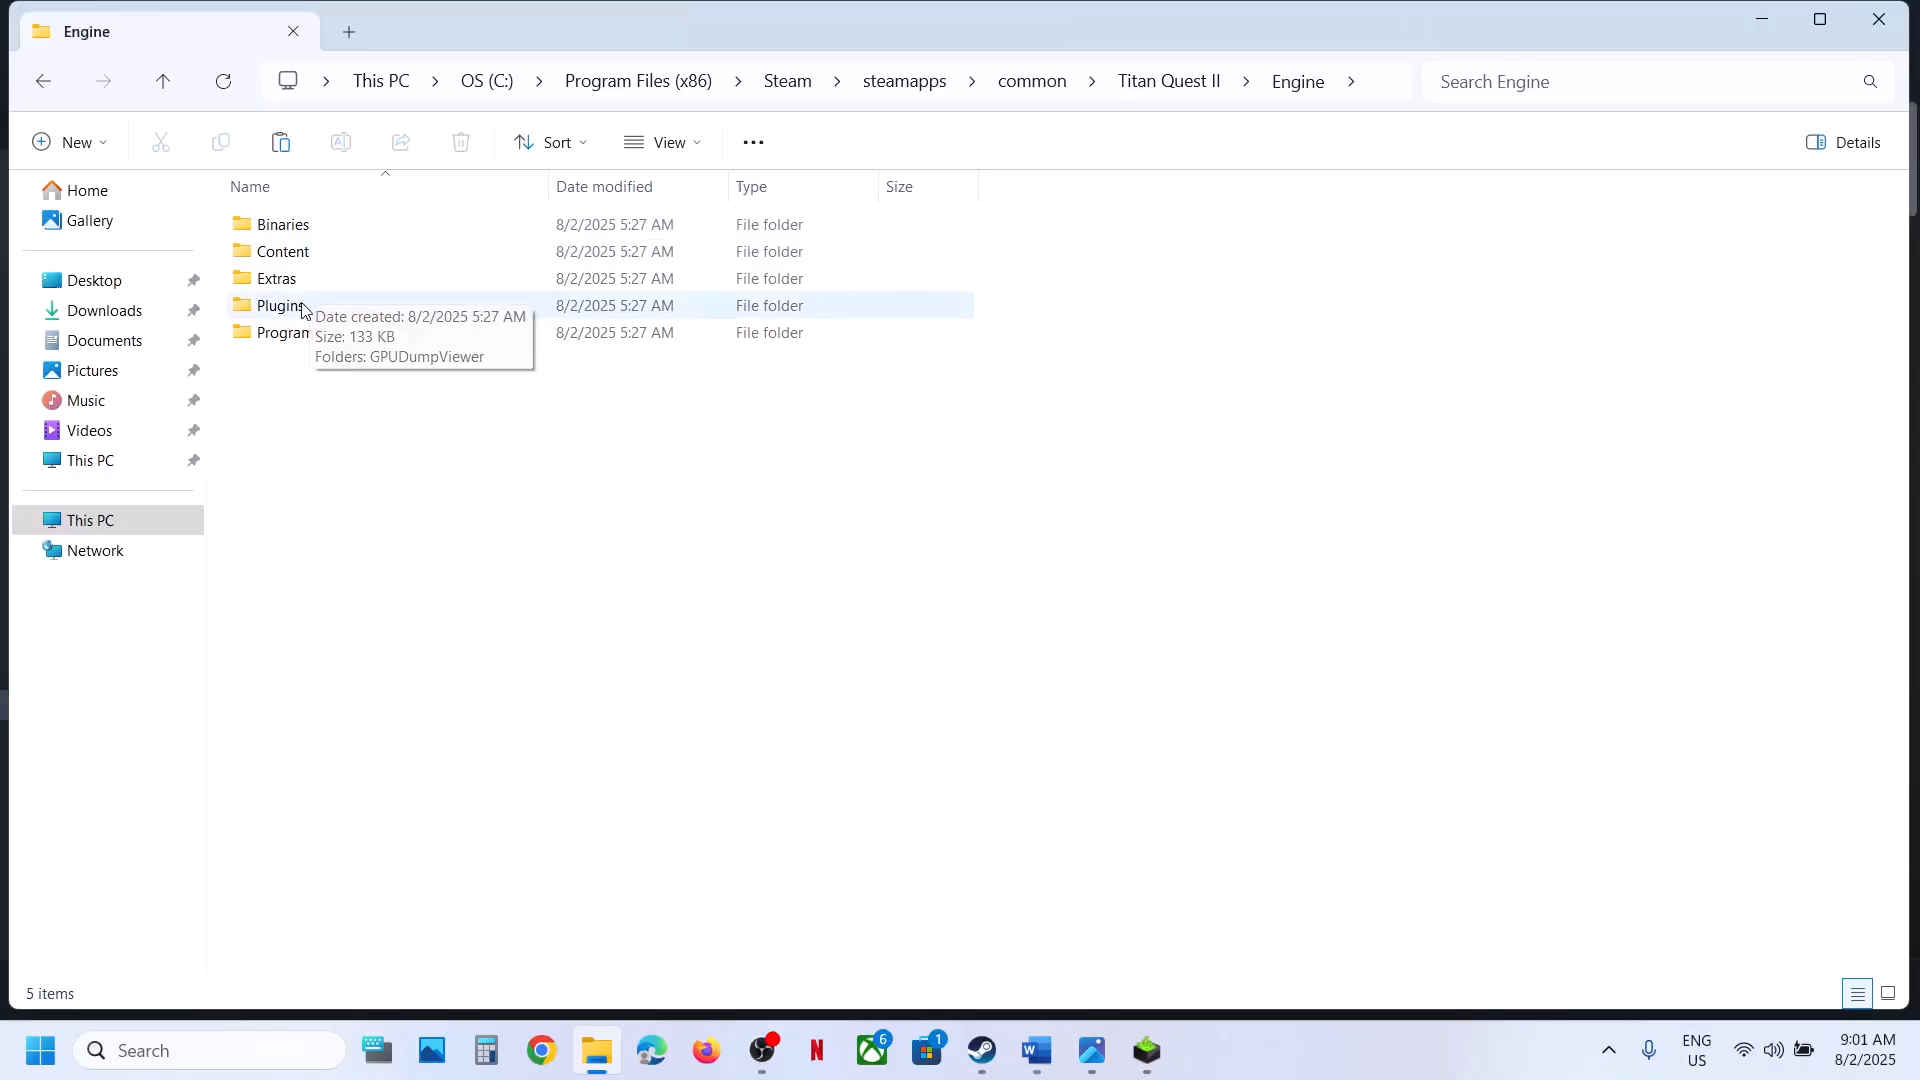 Engine
This PC
OS (C:)
Program Files (x86)
Steam
steamapps
common
Titan Quest II
Engine
Search Engine
New
Sort
View
Details
Name
Date modified
Type
Size
Home
Gallery
Desktop
Downloads
Documents
Pictures
Music
Videos
This PC
This PC
Network
Binaries 8/2/2025 5:27 AM File folder
Content 8/2/2025 5:27 AM File folder
Extras 8/2/2025 5:27 AM File folder
Plugins 8/2/2025 5:27 AM File folder
Program 8/2/2025 5:27 AM File folder
Date created: 8/2/2025 5:27 AM
Size: 133 KB
Folders: GPUDumpViewer
5 items
Search
6
1
ENG
US
9:01 AM
8/2/2025